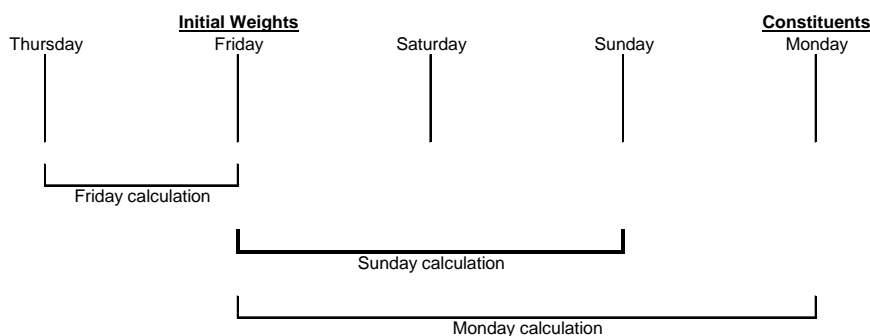 Initial Weights Constituents
Thursday Friday Saturday Sunday Monday
Friday calculation
Sunday calculation
Monday calculation